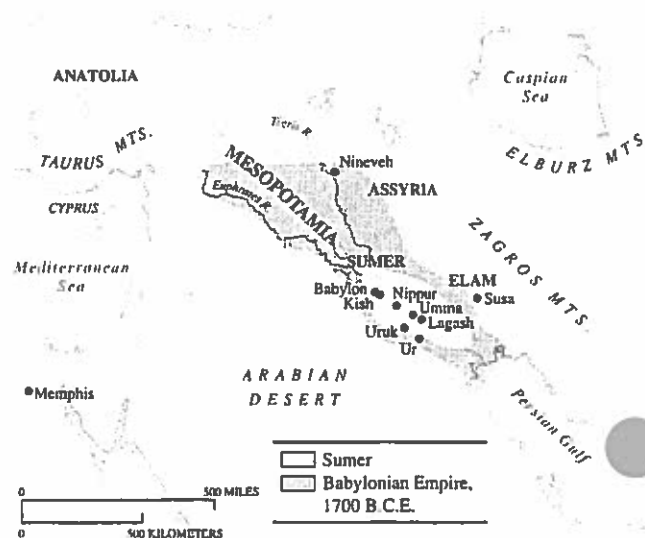 ANATOLIA
Caspian
Sea
Tigris R.
TAURUS MTS.
Nineveh
ELBURZ MTS.
MESOPOTAMIA
ASSYRIA
Euphrates R.
CYPRUS
ZAGROS MTS.
Mediterranean
Sea
SUMER
ELAM
Babylon
Kish
Nippur
Susa
Umma
Lagash
Uruk
Ur
ARABIAN
DESERT
Memphis
Persian Gulf
Sumer
Babylonian Empire,
1700 B.C.E.
0 500 MILES
0 500 KILOMETERS